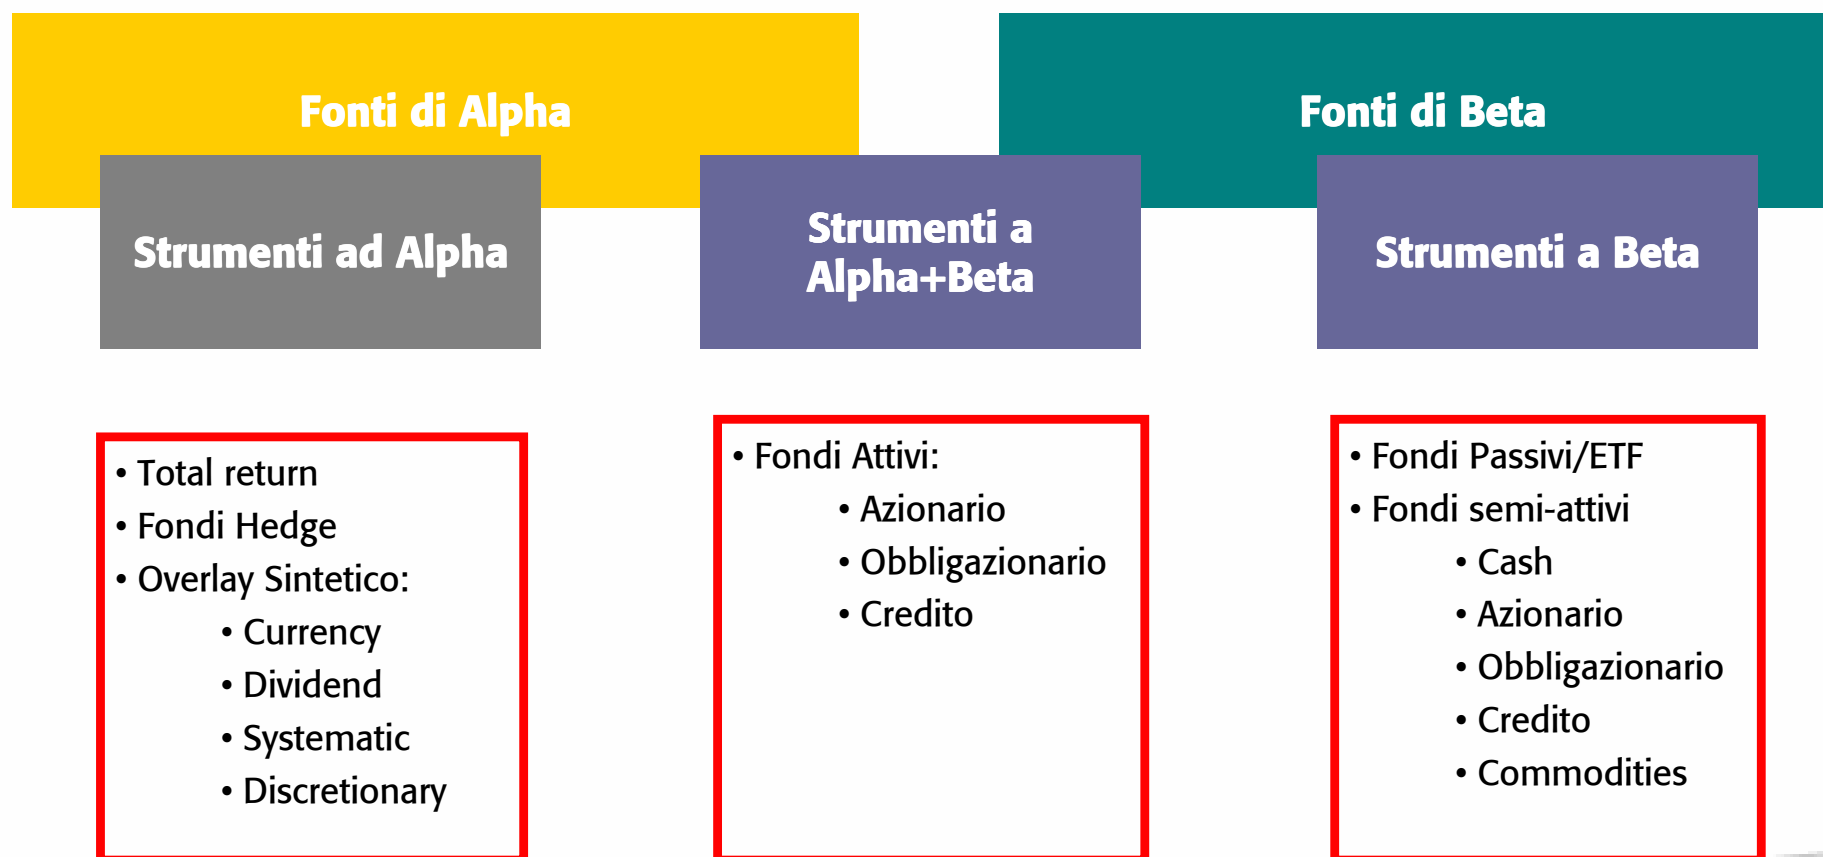 Fonti di Alpha
Fonti di Beta
Strumenti ad Alpha
Strumenti a
Alpha+Beta
Strumenti a Beta
• Total return
• Fondi Hedge
• Overlay Sintetico:
• Currency
• Dividend
• Systematic
• Discretionary
• Fondi Attivi:
• Azionario
• Obbligazionario
• Credito
• Fondi Passivi/ETF
• Fondi semi-attivi
• Cash
• Azionario
• Obbligazionario
• Credito
• Commodities